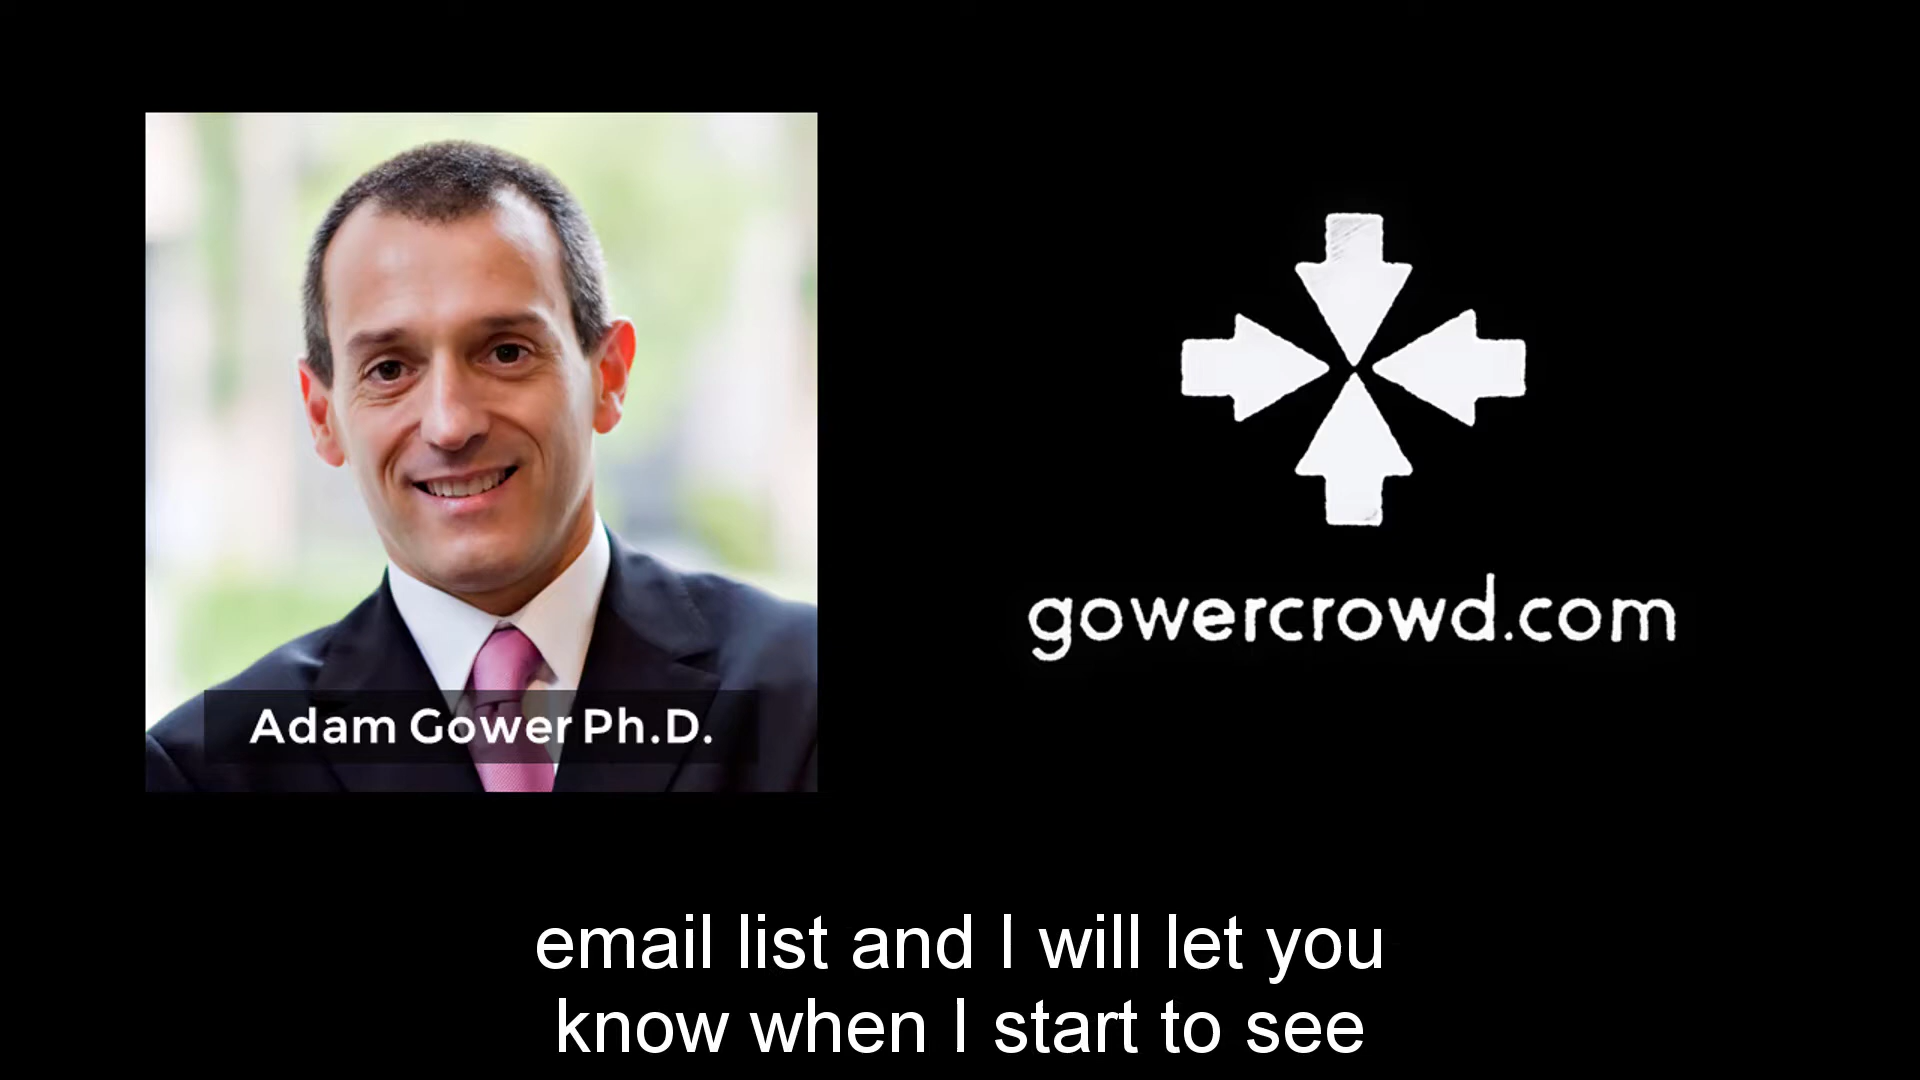 Adam Gower Ph.D.
gowercrowd.com
email list and I will let you
know when I start to see